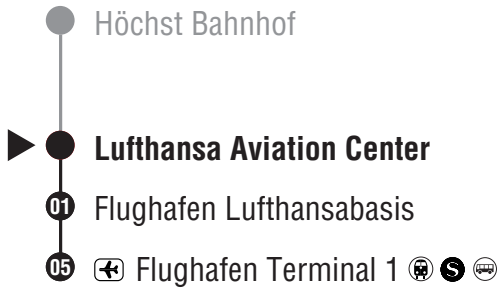 Höchst Bahnhof
Lufthansa Aviation Center
01 Flughafen Lufthansabasis
05 Flughafen Terminal 1 S